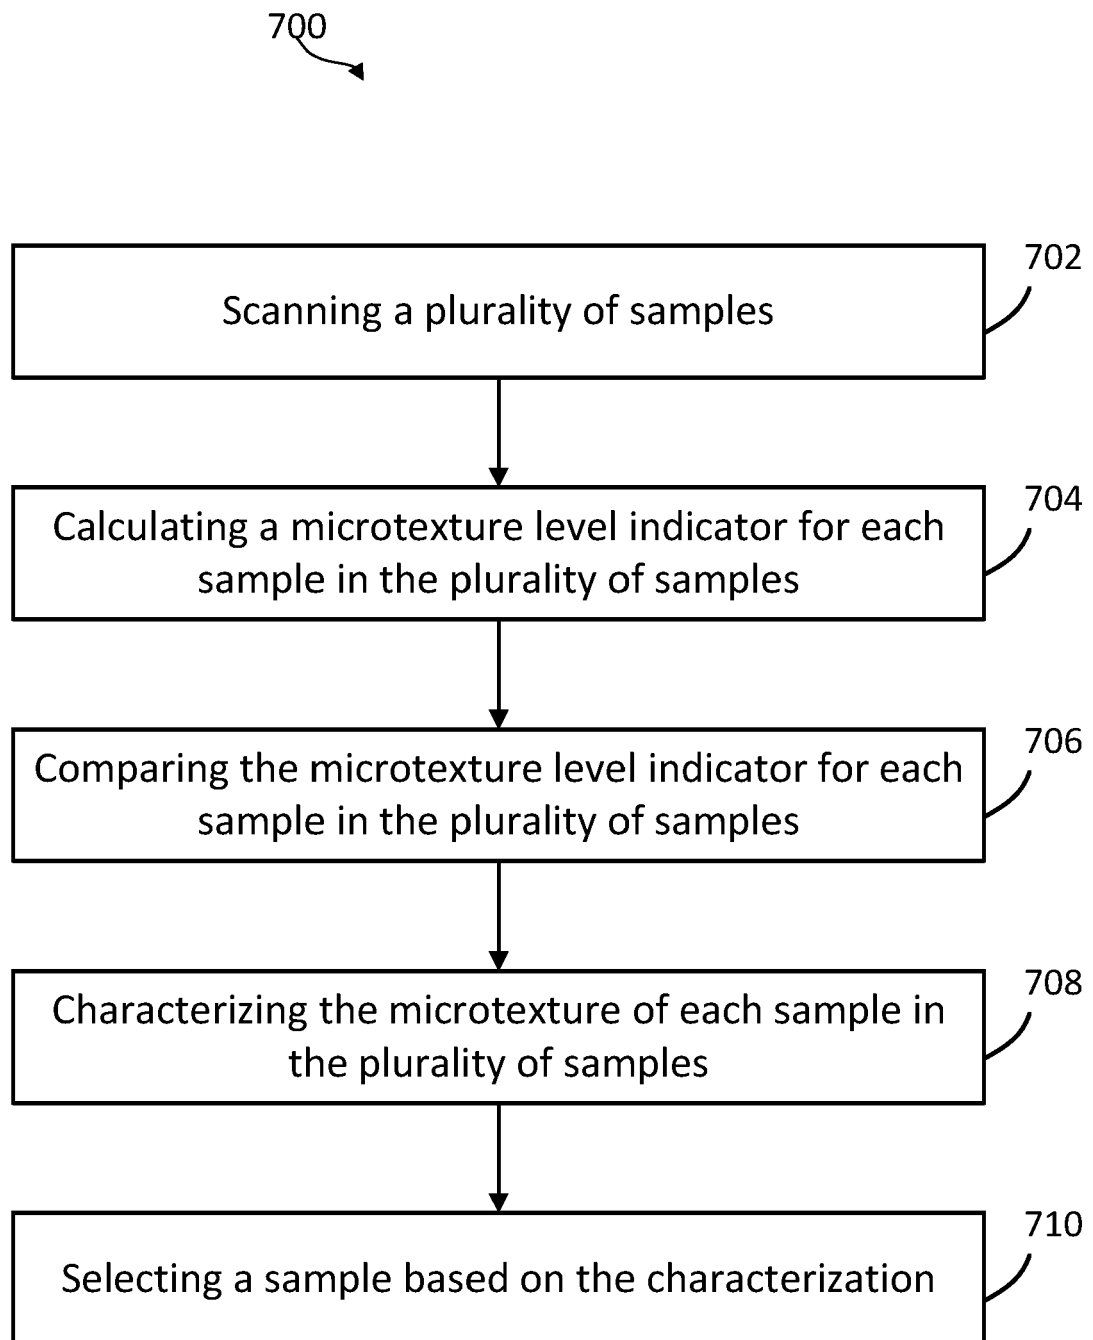 700
702
Scanning a plurality of samples
704
Calculating a microtexture level indicator for each
sample in the plurality of samples
706
Comparing the microtexture level indicator for each
sample in the plurality of samples
708
Characterizing the microtexture of each sample in
the plurality of samples
710
Selecting a sample based on the characterization